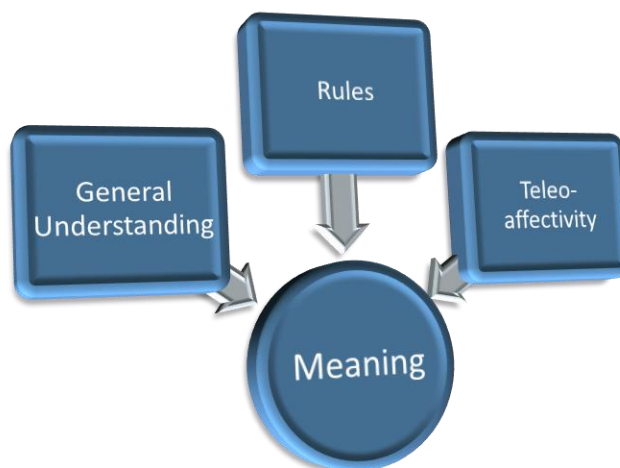 Rules
General
Understanding
Teleo-
affectivity
Meaning